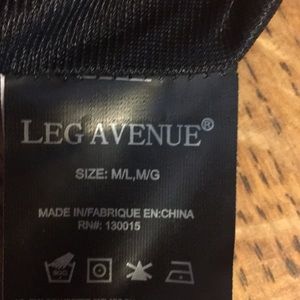 LEG AVENUE®
SIZE: M/L,M/G
MADE IN/FABRIQUE EN:CHINA
RN#: 130015